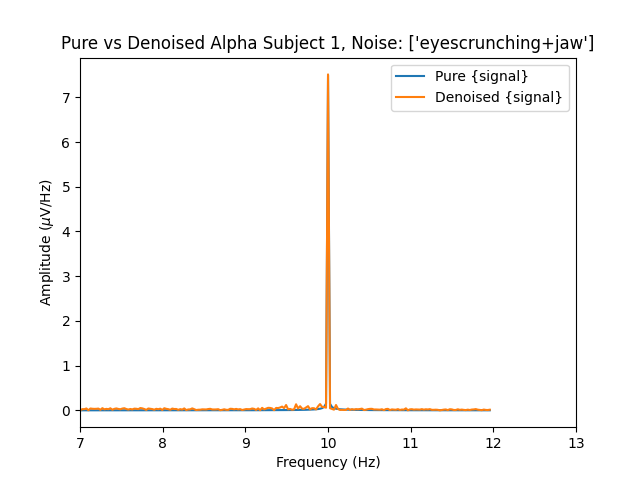 Pure vs Denoised Alpha Subject 1, Noise: ['eyescrunching+jaw']
Pure {signal}
Denoised {signal}
Amplitude (μV/Hz)
7
6
5
4
3
2
1
0
7 8 9 10 11 12 13
Frequency (Hz)